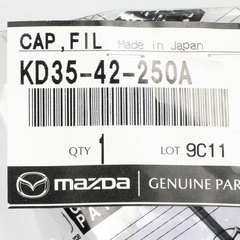 CAP, FIL Made in Japan
KD35-42-250A
QTY 1 LOT 9C11
mazda GENUINE PAR